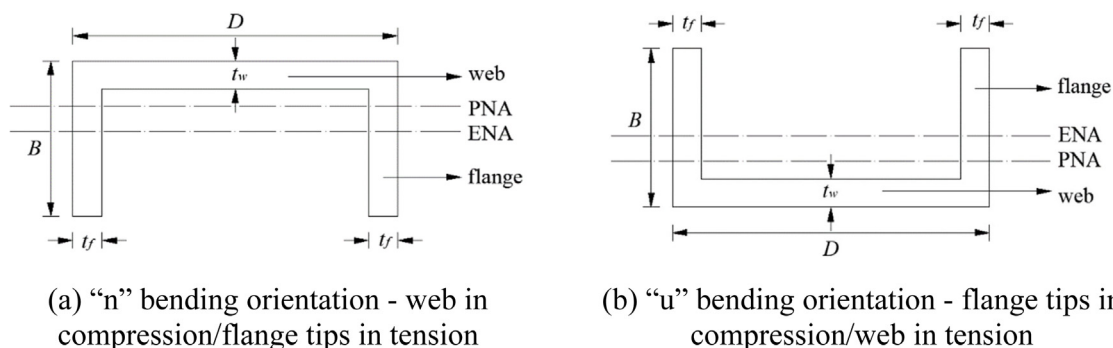 D
t_w
web
PNA
ENA
B
flange
t_f
t_f
(a) “n” bending orientation - web in
compression/flange tips in tension
t_f
t_f
flange
B
ENA
PNA
t_w
web
D
(b) “u” bending orientation - flange tips in
compression/web in tension